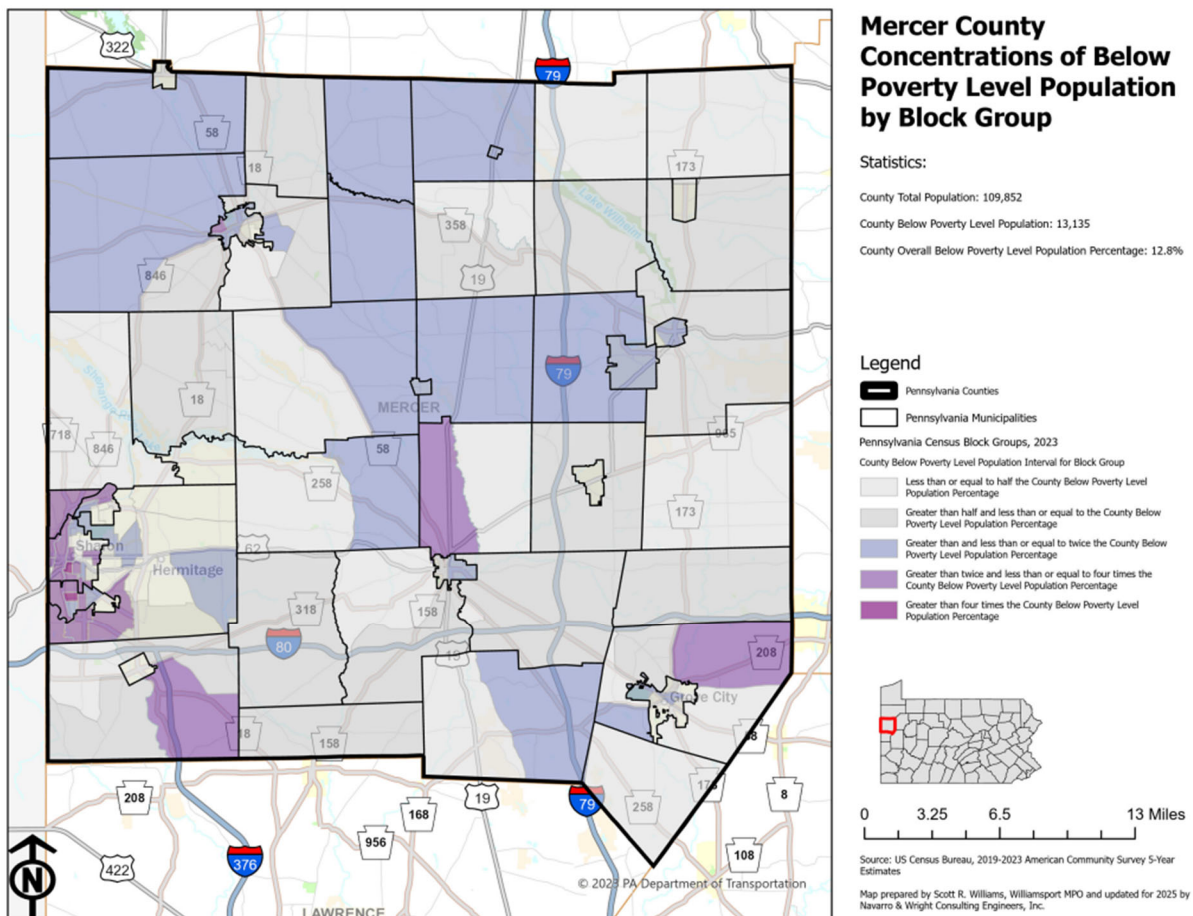 Mercer County
Concentrations of Below
Poverty Level Population
by Block Group
Statistics:
County Total Population: 109,852
County Below Poverty Level Population: 13,135
County Overall Below Poverty Level Population Percentage: 12.8%
Legend
Pennsylvania Counties
Pennsylvania Municipalities
Pennsylvania Census Block Groups, 2023
County Below Poverty Level Population Interval for Block Group
Less than or equal to half the County Below Poverty Level
Population Percentage
Greater than half and less than or equal to the County Below
Poverty Level Population Percentage
Greater than and less than or equal to twice the County Below
Poverty Level Population Percentage
Greater than twice and less than or equal to four times the
County Below Poverty Level Population Percentage
Greater than four times the County Below Poverty Level
Population Percentage
0 3.25 6.5 13 Miles
Source: US Census Bureau, 2019-2023 American Community Survey 5-Year
Estimates
Map prepared by Scott R. Williams, Williamsport MPO and updated for 2025 by
Navarro & Wright Consulting Engineers, Inc.
322
79
58
18
173
Lake Wilhelm
358
846
19
79
18
MERCER
718
846
58
965
258
173
62
Sharon
Hermitage
318
158
80
19
208
Grove City
18
158
258
208
19
79
8
168
956
422
376
108
N
LAWRENCE
© 2023 PA Department of Transportation